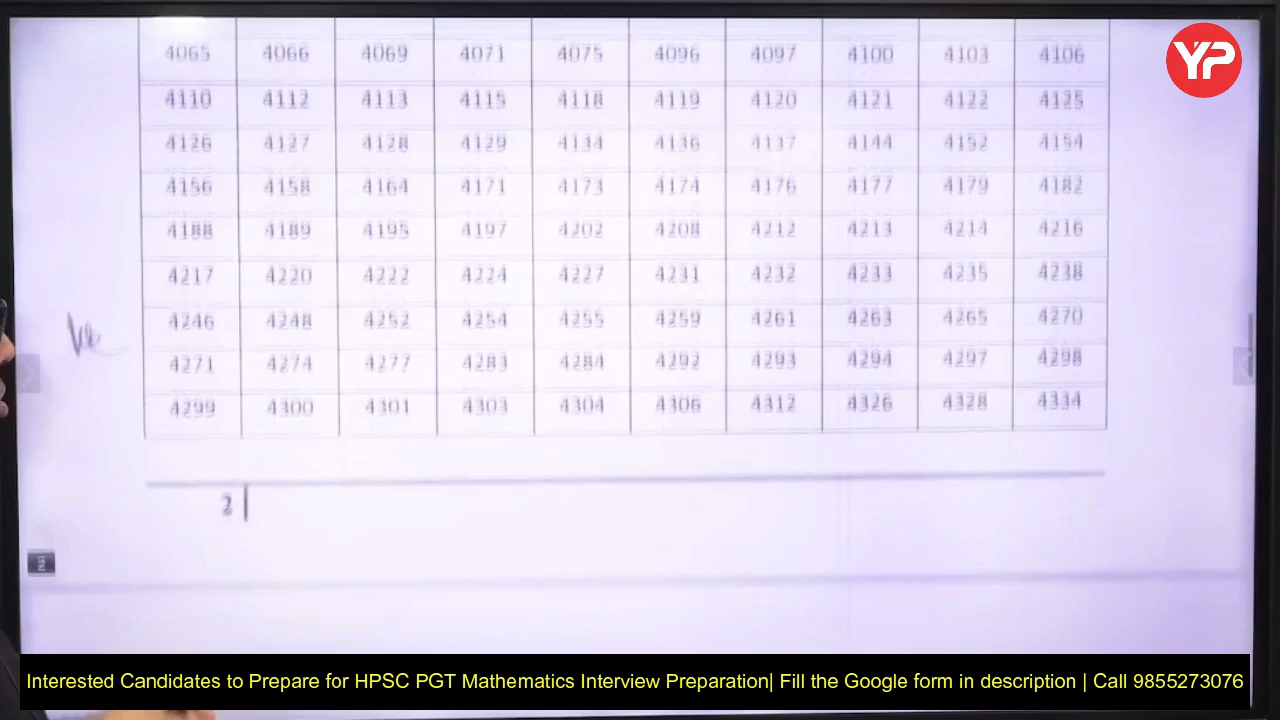 YP
4065 4066 4069 4071 4075 4096 4097 4100 4103 4106
4110 4112 4113 4115 4118 4119 4120 4121 4122 4125
4126 4127 4128 4129 4134 4136 4137 4144 4152 4154
4156 4158 4164 4171 4173 4174 4176 4177 4179 4182
4188 4189 4195 4197 4202 4208 4212 4213 4214 4216
4217 4220 4222 4224 4227 4231 4232 4233 4235 4238
4246 4248 4252 4254 4255 4259 4261 4263 4265 4270
4271 4274 4277 4283 4284 4292 4293 4294 4297 4298
4299 4300 4301 4303 4304 4306 4312 4326 4328 4334
2|
Interested Candidates to Prepare for HPSC PGT Mathematics Interview Preparation| Fill the Google form in description | Call 9855273076